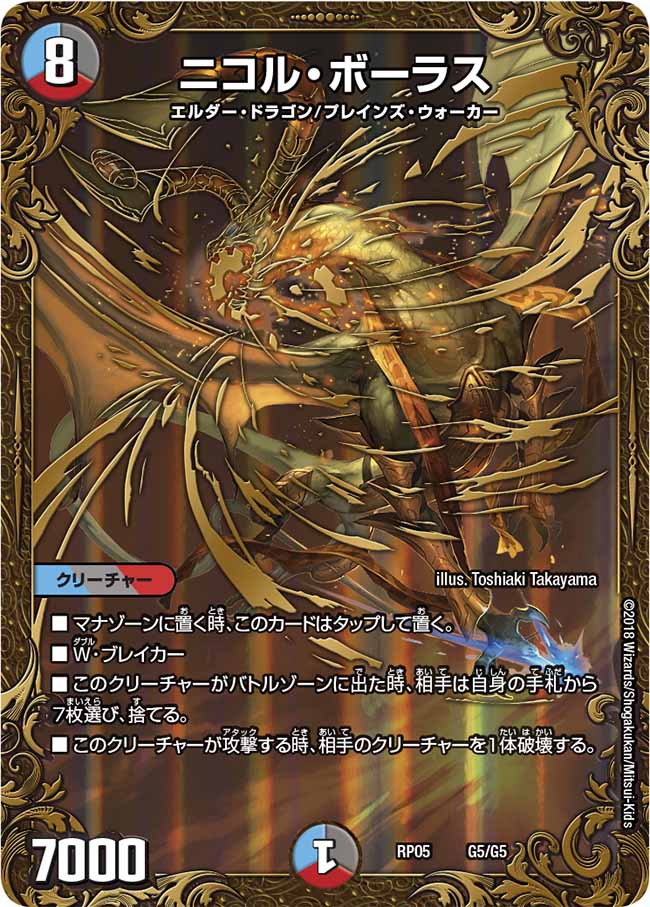 8
ニコル・ボーラス
エルダー・ドラゴン/プレインズ・ウォーカー
クリーチャー
illus. Toshiaki Takayama
■ マナゾーンに置く時、このカードはタップして置く。
■ W・ブレイカー
■ このクリーチャーがバトルゾーンに出た時、相手は自身の手札から
7枚選び、捨てる。
■ このクリーチャーが攻撃する時、相手のクリーチャーを1体破壊する。
©2018 Wizards/Shogakukan/Mitsui-Kids
7000
1
RP05 G5/G5